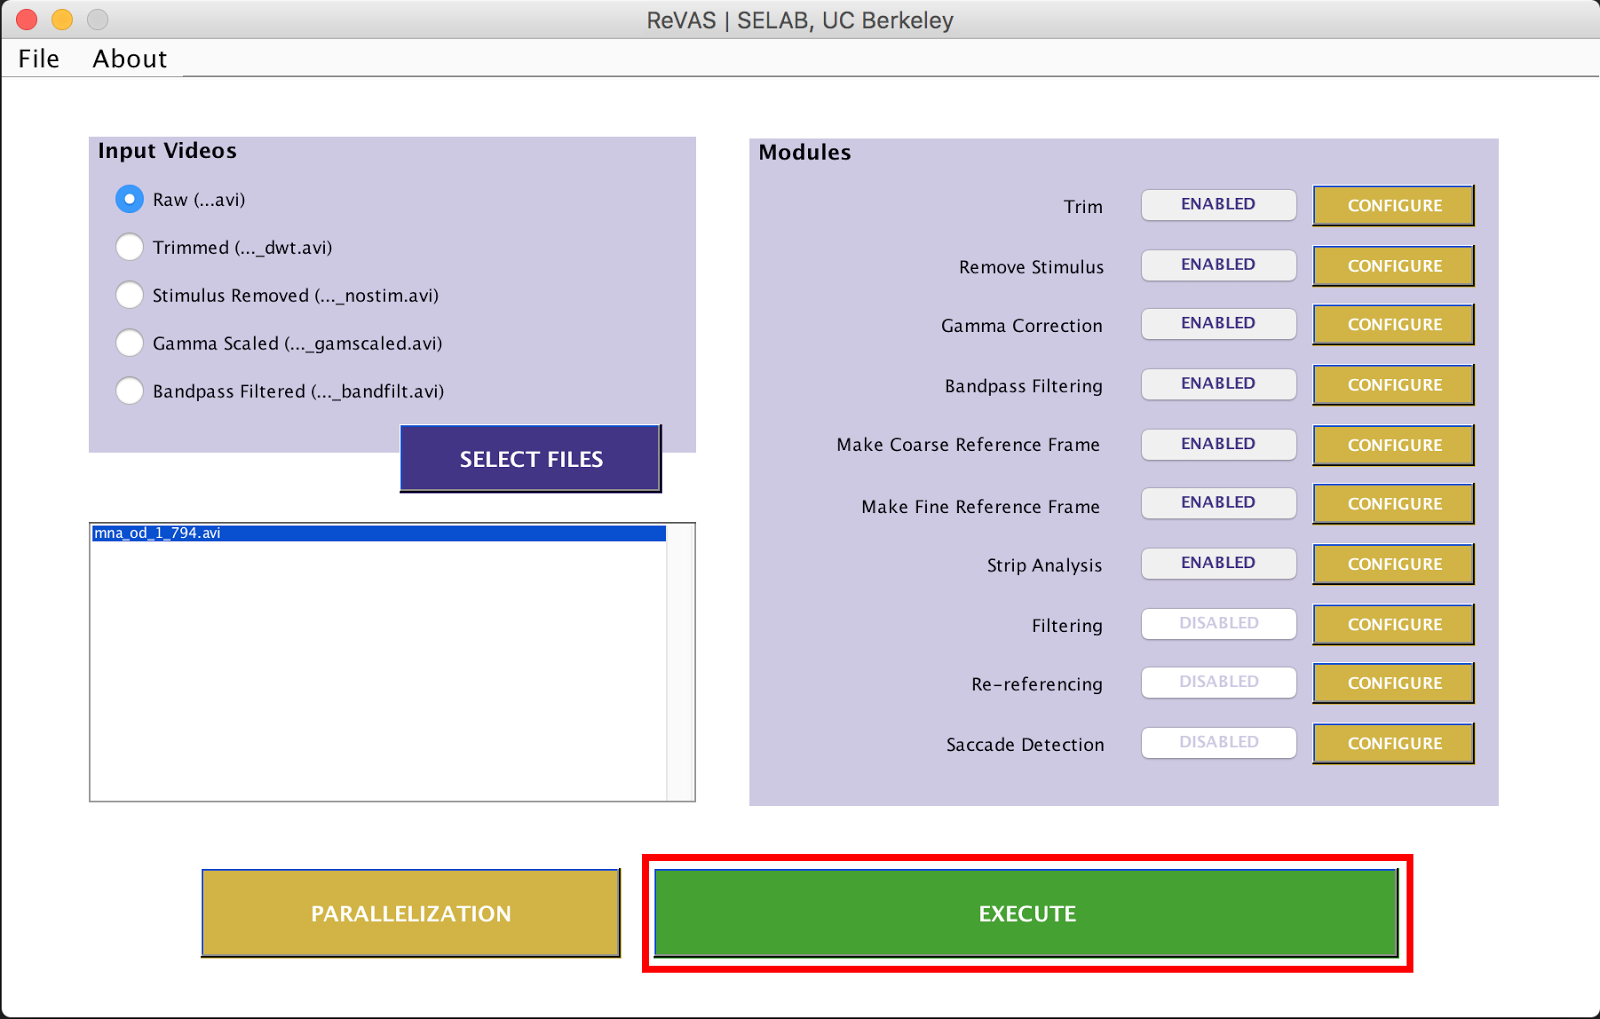 ReVAS | SELAB, UC Berkeley
File About
Input Videos
Raw (...avi)
Trimmed (..._dwt.avi)
Stimulus Removed (..._nostim.avi)
Gamma Scaled (..._gamscaled.avi)
Bandpass Filtered (..._bandfilt.avi)
SELECT FILES
mna_od_1_794.avi
Modules
Trim ENABLED CONFIGURE
Remove Stimulus ENABLED CONFIGURE
Gamma Correction ENABLED CONFIGURE
Bandpass Filtering ENABLED CONFIGURE
Make Coarse Reference Frame ENABLED CONFIGURE
Make Fine Reference Frame ENABLED CONFIGURE
Strip Analysis ENABLED CONFIGURE
Filtering DISABLED CONFIGURE
Re-referencing DISABLED CONFIGURE
Saccade Detection DISABLED CONFIGURE
PARALLELIZATION EXECUTE